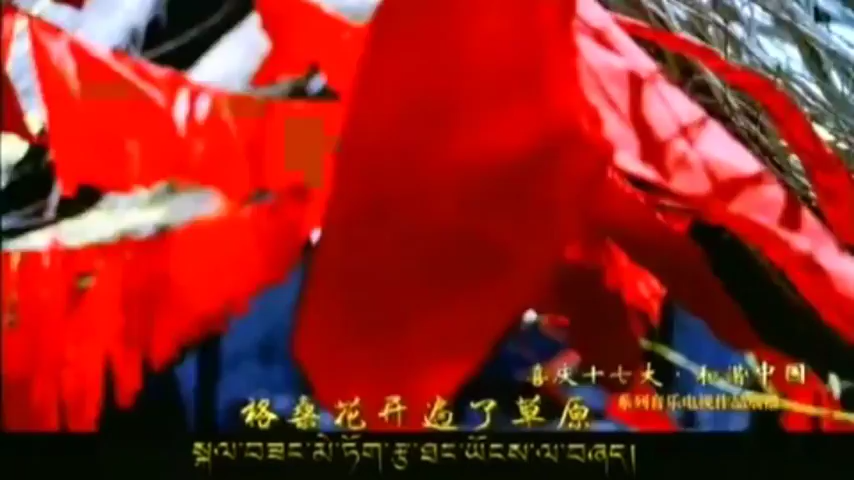 喜庆十七大·和谐中国
系列音乐电视作品展播
格桑花开遍了草原
སྐལ་བཟང་མེ་ཏོག་རྩྭ་ཐང་ཡོངས་ལ་བཞད།